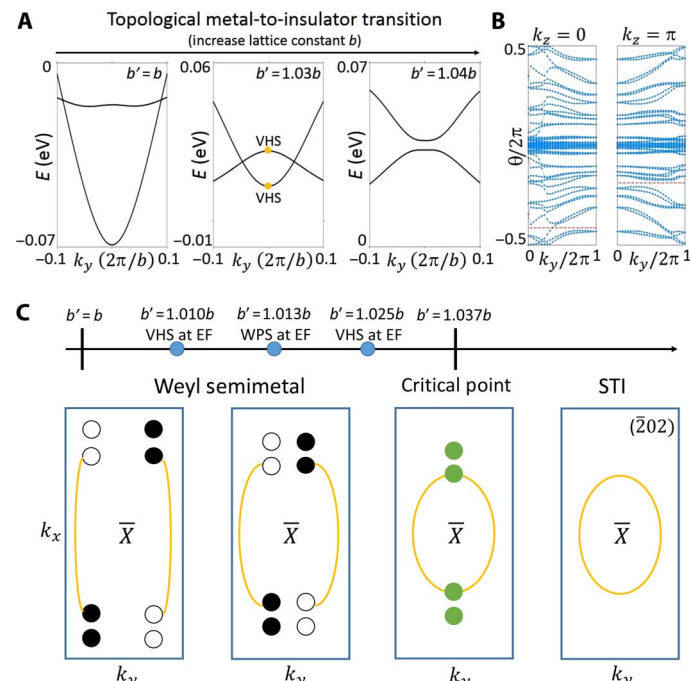 A
Topological metal-to-insulator transition
(increase lattice constant b)
0
b′ = b
E (eV)
−0.07
−0.1
k_y (2π/b)
0.1
0.06
b′ = 1.03b
VHS
VHS
E (eV)
−0.01
−0.1
k_y (2π/b)
0.1
0.07
b′ = 1.04b
E (eV)
0
−0.1
k_y (2π/b)
0.1
B
k_z = 0
k_z = π
0.5
θ/2π
−0.5
0
k_y/2π
1
0
k_y/2π
1
C
b′ = b
b′ = 1.010b
VHS at EF
b′ = 1.013b
WPS at EF
b′ = 1.025b
VHS at EF
b′ = 1.037b
Weyl semimetal
Critical point
STI
(2̅02)
k_x
X̅
X̅
X̅
X̅
k_y
k_y
k_y
k_y